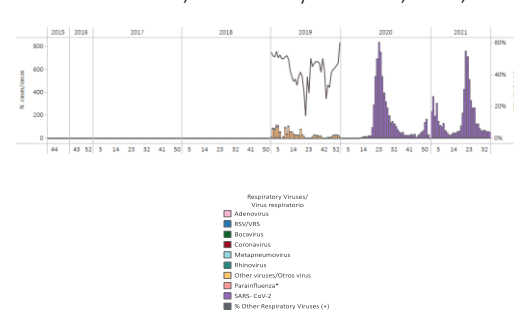 2015 2016 2017 2018 2019 2020 2021
800 60%
600 40%
400
200 20%
0 0%
% cases/casos
44 43 52 5 14 23 32 41 50 5 14 23 32 41 50 5 14 23 32 41 52 5 14 23 32 41 50 5 14 23 32
Respiratory Viruses/
Virus respiratorio
Adenovirus
RSV/VRS
Bocavirus
Coronavirus
Metapneumovirus
Rhinovirus
Other viruses/Otros virus
Parainfluenza*
SARS- CoV-2
% Other Respiratory Viruses (+)